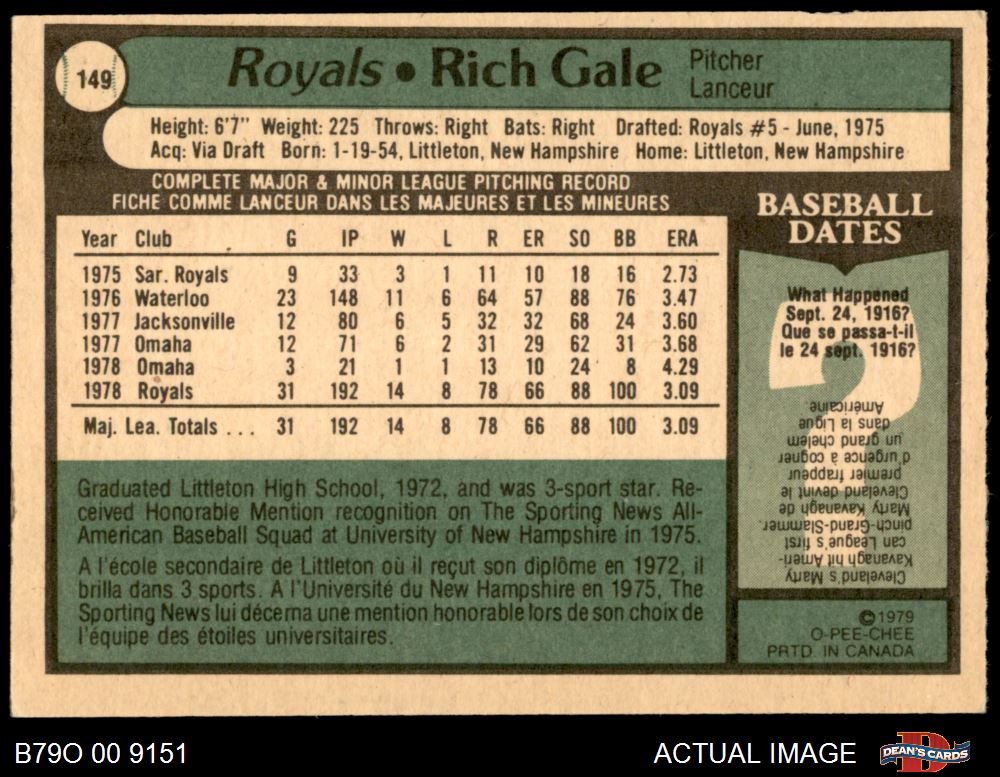 149
Royals • Rich Gale
Pitcher
Lanceur
Height: 6'7" Weight: 225 Throws: Right Bats: Right Drafted: Royals #5 - June, 1975
Acq: Via Draft Born: 1-19-54, Littleton, New Hampshire Home: Littleton, New Hampshire
COMPLETE MAJOR & MINOR LEAGUE PITCHING RECORD
FICHE COMME LANCEUR DANS LES MAJEURES ET LES MINEURES
Year Club G IP W L R ER SO BB ERA
1975 Sar. Royals 9 33 3 1 11 10 18 16 2.73
1976 Waterloo 23 148 11 6 64 57 88 76 3.47
1977 Jacksonville 12 80 6 5 32 32 68 24 3.60
1977 Omaha 12 71 6 2 31 29 62 31 3.68
1978 Omaha 3 21 1 1 13 10 24 8 4.29
1978 Royals 31 192 14 8 78 66 88 100 3.09
Maj. Lea. Totals ... 31 192 14 8 78 66 88 100 3.09
Graduated Littleton High School, 1972, and was 3-sport star. Re-
ceived Honorable Mention recognition on The Sporting News All-
American Baseball Squad at University of New Hampshire in 1975.
A l'école secondaire de Littleton où il reçut son diplôme en 1972, il
brilla dans 3 sports. A l'Université du New Hampshire en 1975, The
Sporting News lui décerna une mention honorable lors de son choix de
l'équipe des étoiles universitaires.
BASEBALL
DATES
What Happened
Sept. 24, 1916?
Que se passa-t-il
le 24 sept. 1916?
Cleveland's Marty
Kavanagh hit Ameri-
can League's first
pinch-Grand-Slammer.
Marty Kavanagh de
Cleveland devint le
premier frappeur
d'urgence à cogner
un grand chelem
dans la Ligue
Américaine.
©1979
O-PEE-CHEE
PRTD IN CANADA
B79O 00 9151
ACTUAL IMAGE
DEAN'S CARDS